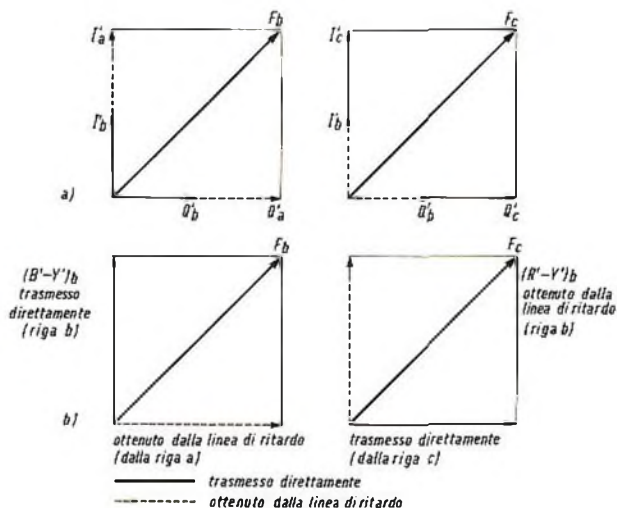 F_b
F_c
I'_a
I'_c
I'_b
I'_b
a)
Q'_b
Q'_a
Q'_b
Q'_c
F_b
F_c
(B'–Y')_b
trasmesso
direttamente
(riga b)
(R'–Y')_b
ottenuto dalla
linea di ritardo
(riga b)
b)
ottenuto dalla linea di ritardo
(dalla riga a)
trasmesso direttamente
(dalla riga c)
trasmesso direttamente
ottenuto dalla linea di ritardo